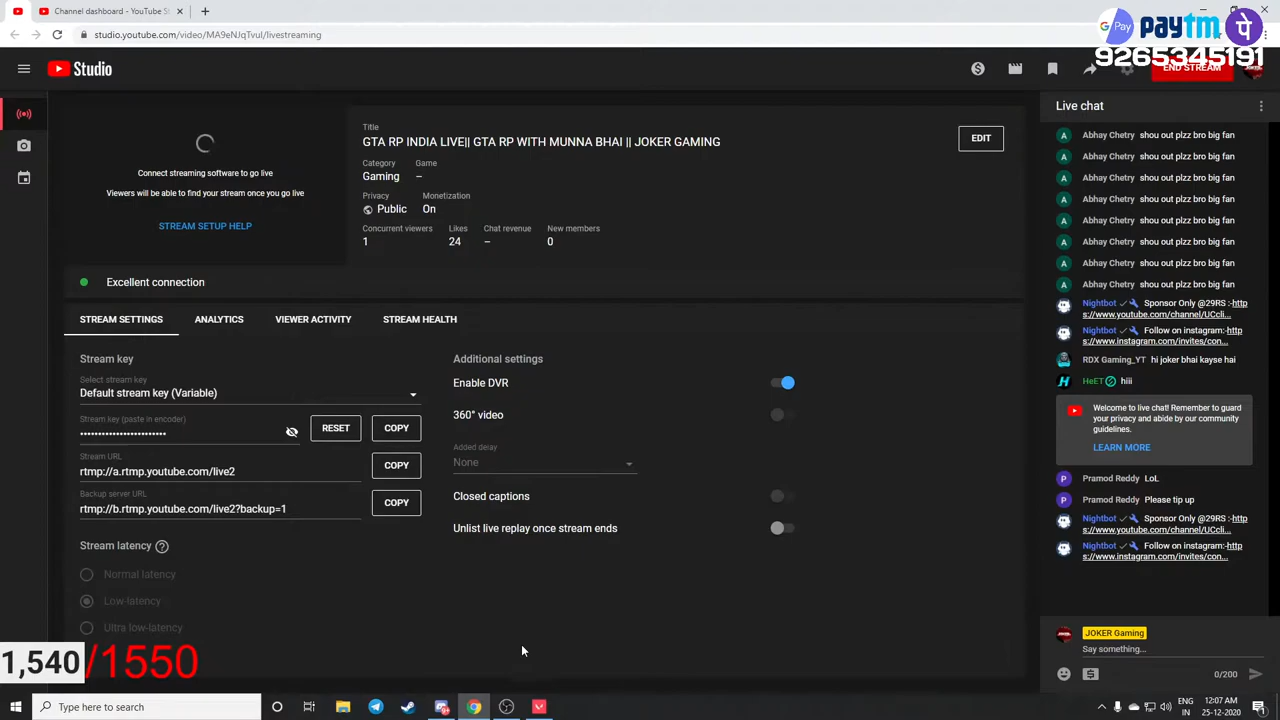 Channel dashboard - YouTube S
studio.youtube.com/video/MA9eNJqTvuI/livestreaming
G Pay paytm पे
9265345191
Studio
END STREAM
Connect streaming software to go live
Viewers will be able to find your stream once you go live
STREAM SETUP HELP
Title
GTA RP INDIA LIVE|| GTA RP WITH MUNNA BHAI || JOKER GAMING
EDIT
Category Game
Gaming –
Privacy Monetization
Public On
Concurrent viewers Likes Chat revenue New members
1 24 – 0
Excellent connection
STREAM SETTINGS ANALYTICS VIEWER ACTIVITY STREAM HEALTH
Stream key
Select stream key
Default stream key (Variable)
Stream key (paste in encoder)
••••••••••••••••••••••••
RESET COPY
Stream URL
rtmp://a.rtmp.youtube.com/live2
COPY
Backup server URL
rtmp://b.rtmp.youtube.com/live2?backup=1
COPY
Stream latency
Normal latency
Low-latency
Ultra low-latency
Additional settings
Enable DVR
360° video
Added delay
None
Closed captions
Unlist live replay once stream ends
Live chat
A Abhay Chetry shou out plzz bro big fan
A Abhay Chetry shou out plzz bro big fan
A Abhay Chetry shou out plzz bro big fan
A Abhay Chetry shou out plzz bro big fan
A Abhay Chetry shou out plzz bro big fan
A Abhay Chetry shou out plzz bro big fan
A Abhay Chetry shou out plzz bro big fan
A Abhay Chetry shou out plzz bro big fan
Nightbot Sponsor Only @29RS :-http
s://www.youtube.com/channel/UCcli...
Nightbot Follow on instagram:-http
s://www.instagram.com/invites/con...
RDX Gaming_YT hi joker bhai kayse hai
HeET hiii
Welcome to live chat! Remember to guard
your privacy and abide by our community
guidelines.
LEARN MORE
P Pramod Reddy LoL
P Pramod Reddy Please tip up
Nightbot Sponsor Only @29RS :-http
s://www.youtube.com/channel/UCcli...
Nightbot Follow on instagram:-http
s://www.instagram.com/invites/con...
JOKER Gaming
Say something...
0/200
1,540/1550
Type here to search
ENG
IN
12:07 AM
25-12-2020
1